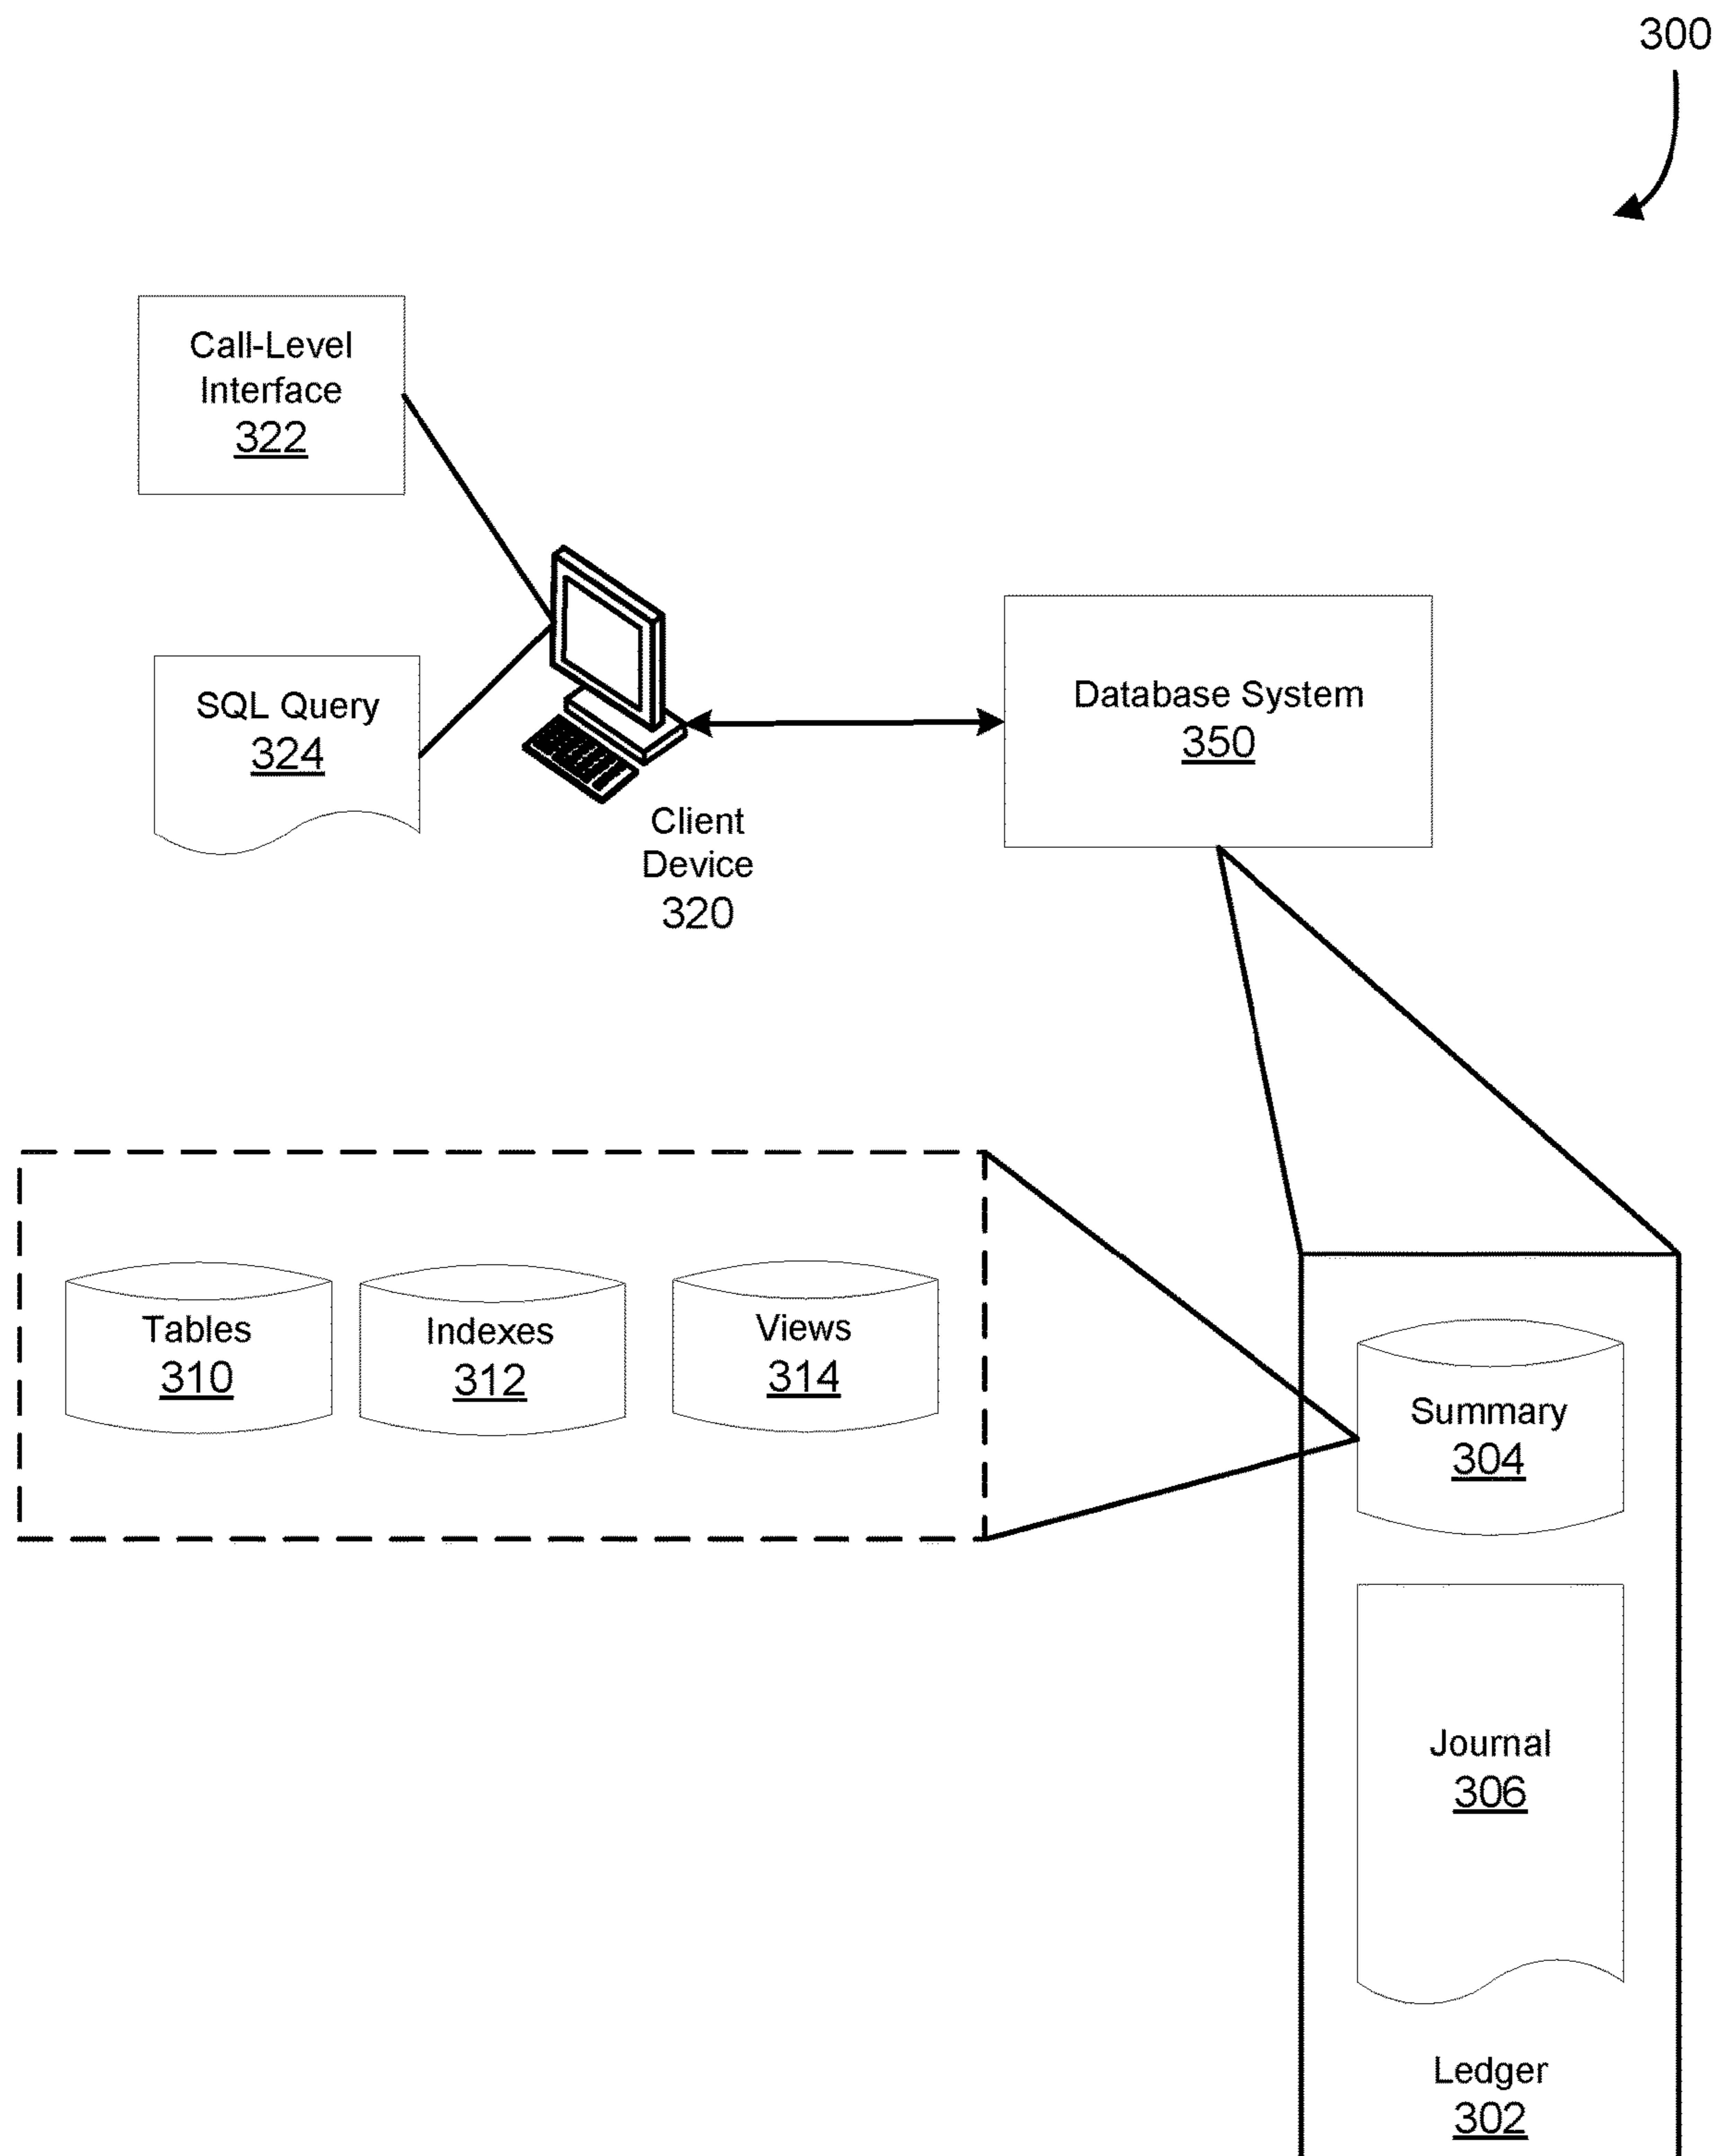 300
Call-Level
Interface
322
SQL Query
324
Client
Device
320
Database System
350
Tables
310
Indexes
312
Views
314
Summary
304
Journal
306
Ledger
302